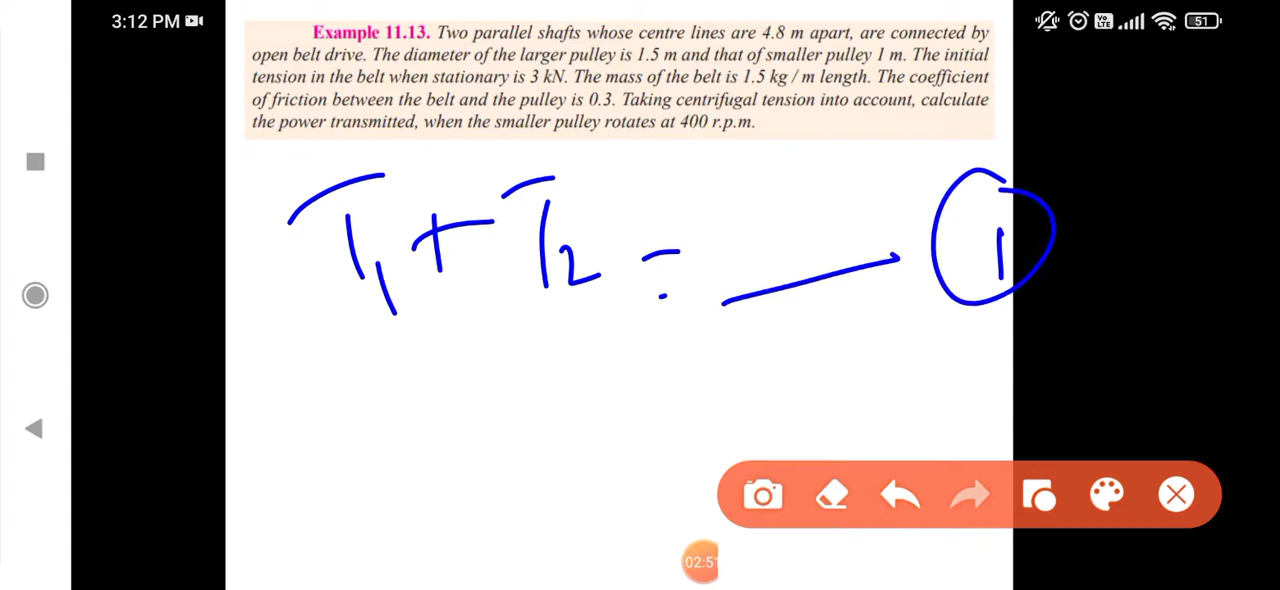 3:12 PM
Vo LTE
51
Example 11.13. Two parallel shafts whose centre lines are 4.8 m apart, are connected by
open belt drive. The diameter of the larger pulley is 1.5 m and that of smaller pulley 1 m. The initial
tension in the belt when stationary is 3 kN. The mass of the belt is 1.5 kg / m length. The coefficient
of friction between the belt and the pulley is 0.3. Taking centrifugal tension into account, calculate
the power transmitted, when the smaller pulley rotates at 400 r.p.m.
T1 + T2 = 1
02:51